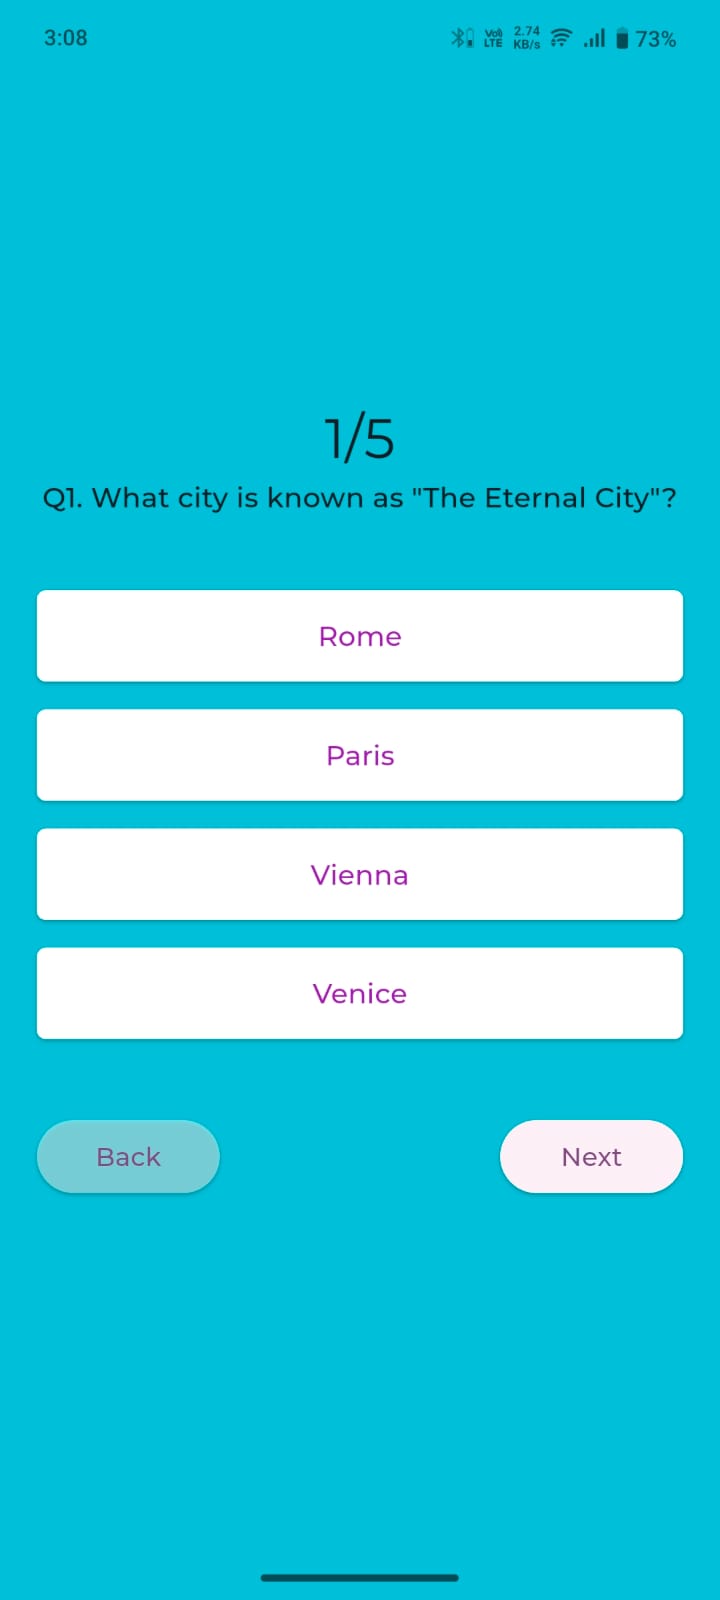 3:08
Vo) LTE
2.74 KB/s
73%
1/5
Q1. What city is known as "The Eternal City"?
Rome
Paris
Vienna
Venice
Back
Next